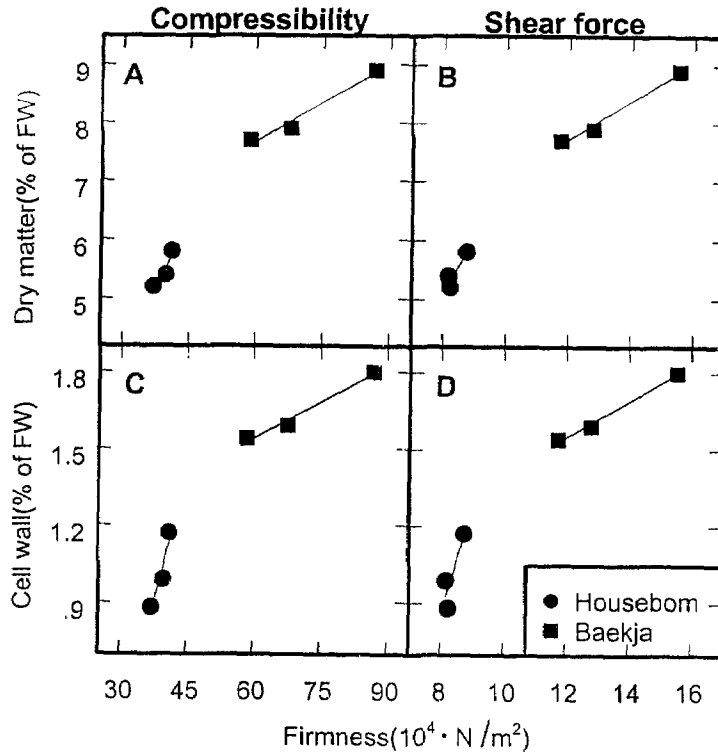 Compressibility
Shear force
A
B
9
8
7
6
5
Dry matter(% of FW)
C
D
1.8
1.5
1.2
.9
Cell wall(% of FW)
Housebom
Baekja
30 45 60 75 90
8 10 12 14 16
Firmness(10⁴・N/m²)